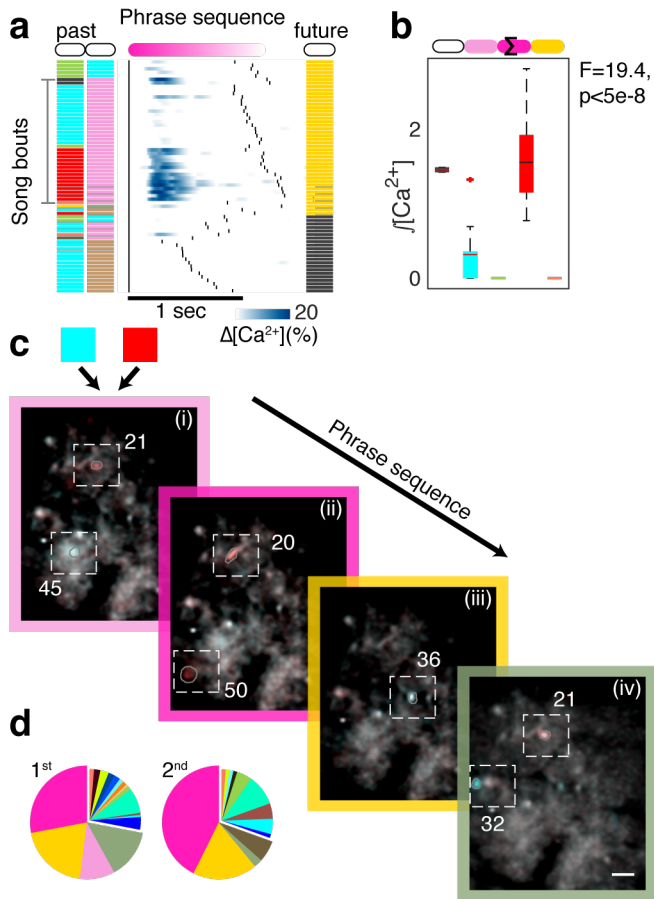 a
Phrase sequence
past
future
Song bouts
1 sec
20
Δ[Ca²⁺](%)
b
Σ
F=19.4,
p<5e-8
2
∫[Ca²⁺]
0
c
Phrase sequence
(i)
21
45
(ii)
20
50
(iii)
36
(iv)
21
32
d
1st
2nd